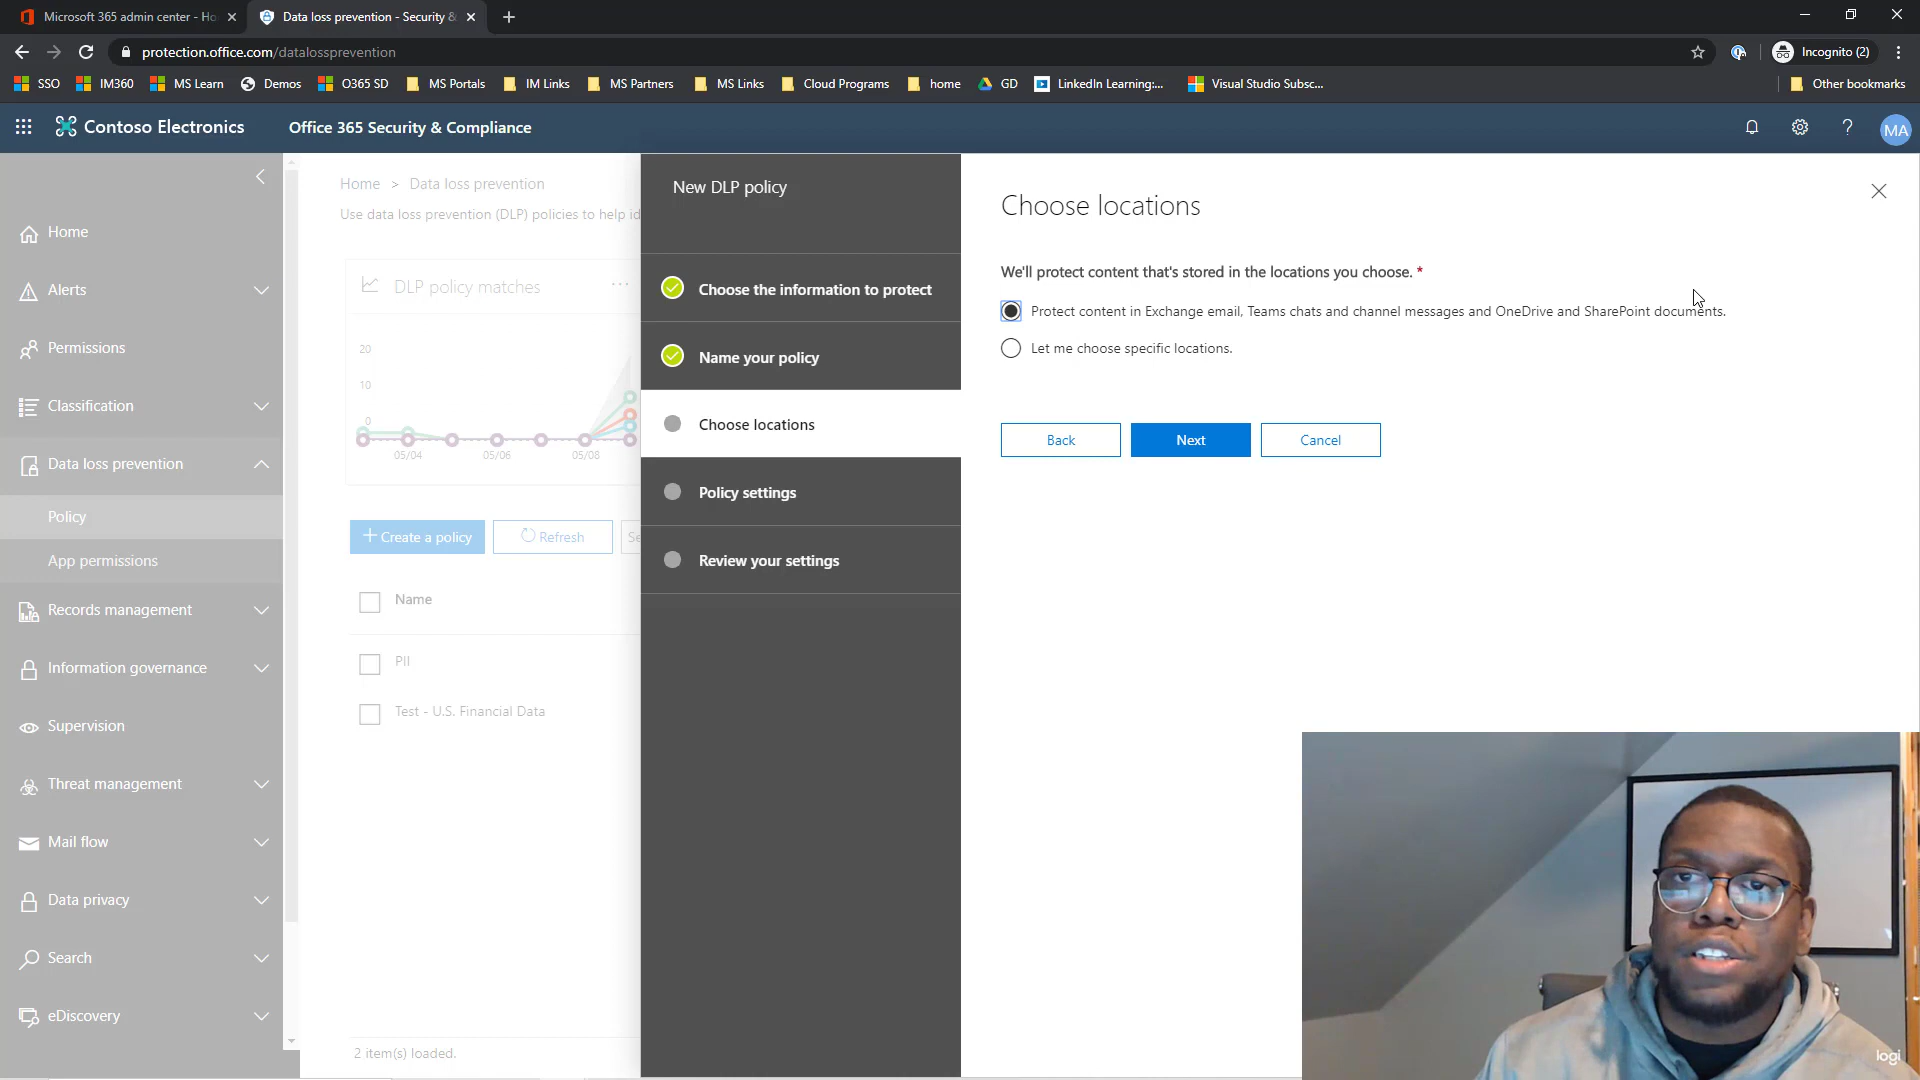 Microsoft 365 admin center - Ho
Data loss prevention - Security &
protection.office.com/datalossprevention
Incognito (2)
SSO
IM360
MS Learn
Demos
O365 SD
MS Portals
IM Links
MS Partners
MS Links
Cloud Programs
home
GD
LinkedIn Learning:...
Visual Studio Subsc...
Other bookmarks
Contoso Electronics
Office 365 Security & Compliance
MA
Home
Alerts
Permissions
Classification
Data loss prevention
Policy
App permissions
Records management
Information governance
Supervision
Threat management
Mail flow
Data privacy
Search
eDiscovery
Home > Data loss prevention
Use data loss prevention (DLP) policies to help id
DLP policy matches
20
10
0
05/04
05/06
05/08
+ Create a policy
Refresh
Se
Name
PII
Test - U.S. Financial Data
2 item(s) loaded.
New DLP policy
Choose the information to protect
Name your policy
Choose locations
Policy settings
Review your settings
Choose locations
We'll protect content that's stored in the locations you choose. *
Protect content in Exchange email, Teams chats and channel messages and OneDrive and SharePoint documents.
Let me choose specific locations.
Back
Next
Cancel
logi